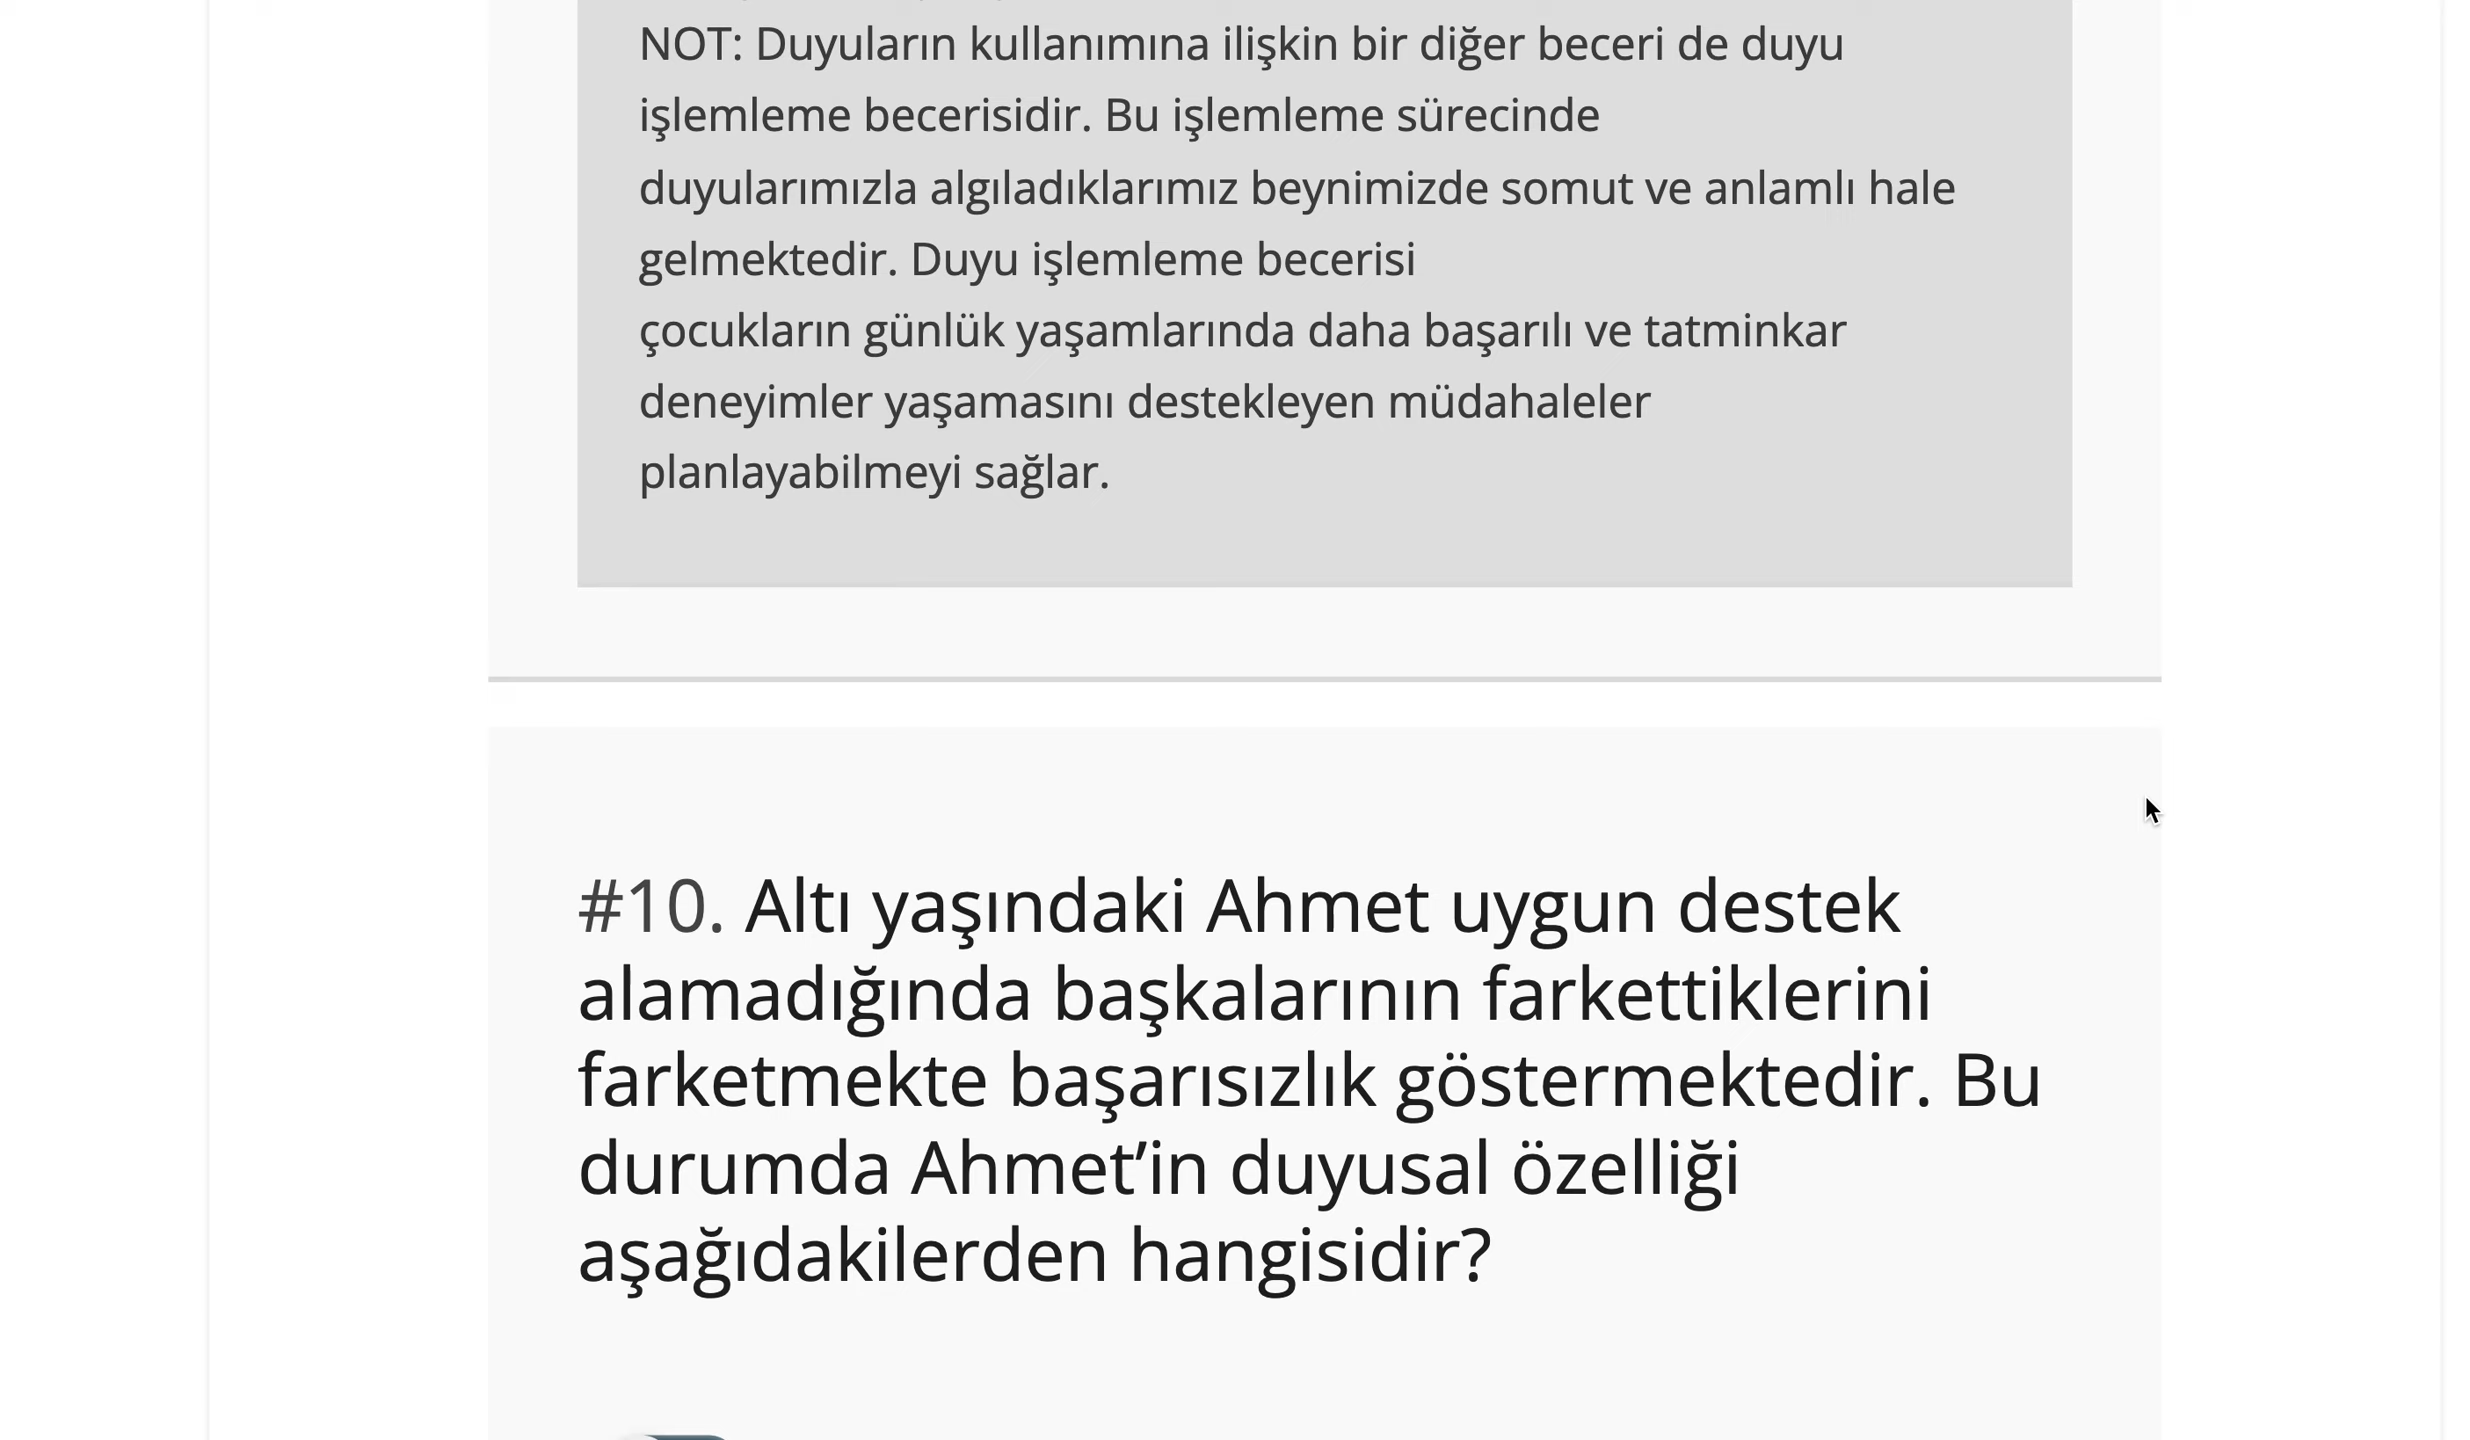 NOT: Duyuların kullanımına ilişkin bir diğer beceri de duyu
işlemleme becerisidir. Bu işlemleme sürecinde
duyularımızla algıladıklarımız beynimizde somut ve anlamlı hale
gelmektedir. Duyu işlemleme becerisi
çocukların günlük yaşamlarında daha başarılı ve tatminkar
deneyimler yaşamasını destekleyen müdahaleler
planlayabilmeyi sağlar.
#10. Altı yaşındaki Ahmet uygun destek
alamadığında başkalarının farkettiklerini
farketmekte başarısızlık göstermektedir. Bu
durumda Ahmet’in duyusal özelliği
aşağıdakilerden hangisidir?